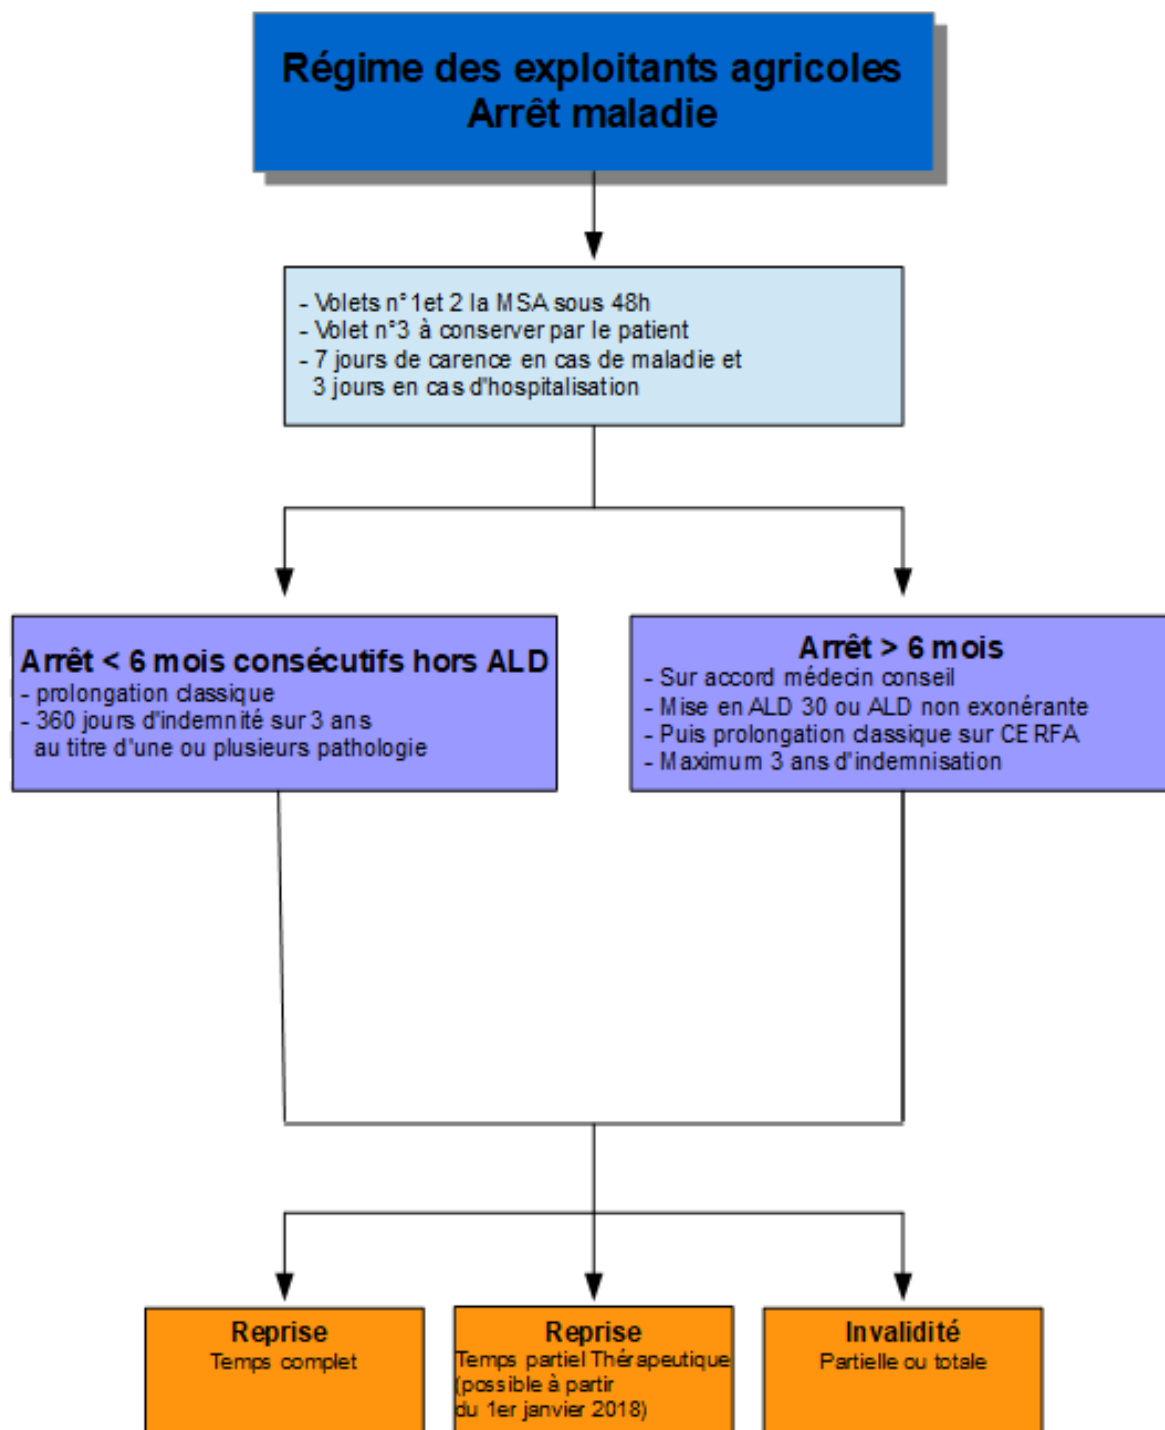 Régime des exploitants agricoles
Arrêt maladie
- Volets n°1et 2 la MSA sous 48h
- Volet n°3 à conserver par le patient
- 7 jours de carence en cas de maladie et
3 jours en cas d'hospitalisation
Arrêt < 6 mois consécutifs hors ALD
- prolongation classique
- 360 jours d'indemnité sur 3 ans
au titre d'une ou plusieurs pathologie
Arrêt > 6 mois
- Sur accord médecin conseil
- Mise en ALD 30 ou ALD non exonérante
- Puis prolongation classique sur CERFA
- Maximum 3 ans d'indemnisation
Reprise
Temps complet
Reprise
Temps partiel Thérapeutique
(possible à partir
du 1er janvier 2018)
Invalidité
Partielle ou totale